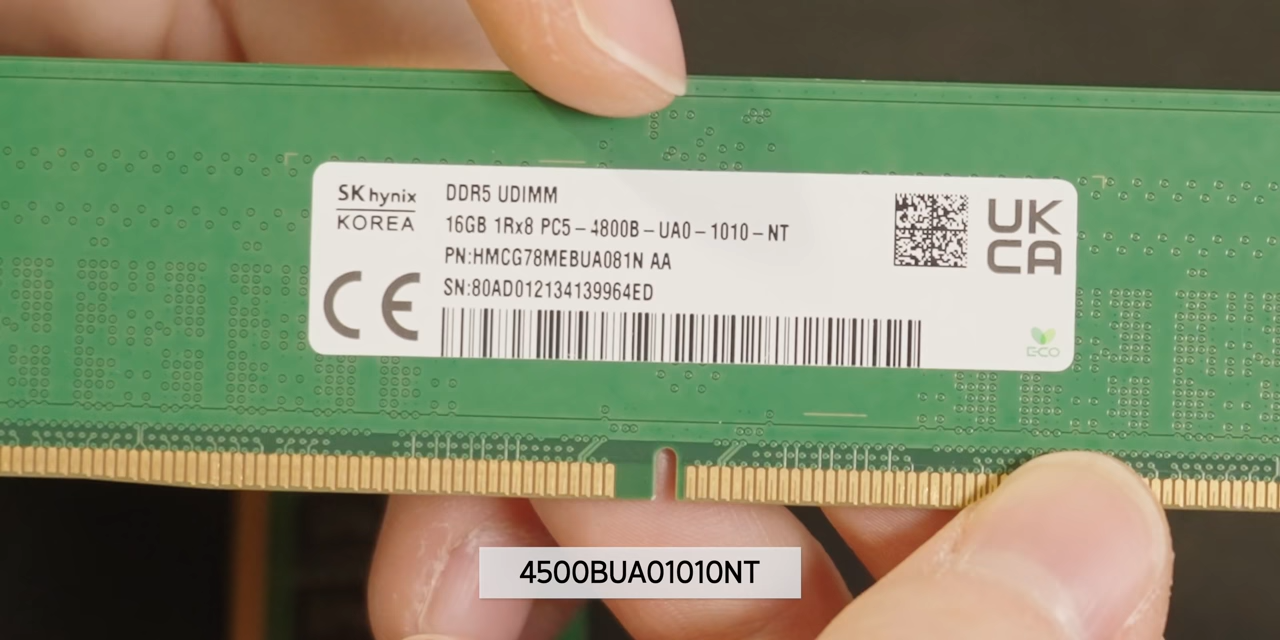 SK hynix
KOREA
DDR5 UDIMM
16GB 1Rx8 PC5-4800B-UA0-1010-NT
PN:HMCG78MEBUA081N AA
SN:80AD012134139964ED
CE
UK
CA
ECO
4500BUA01010NT